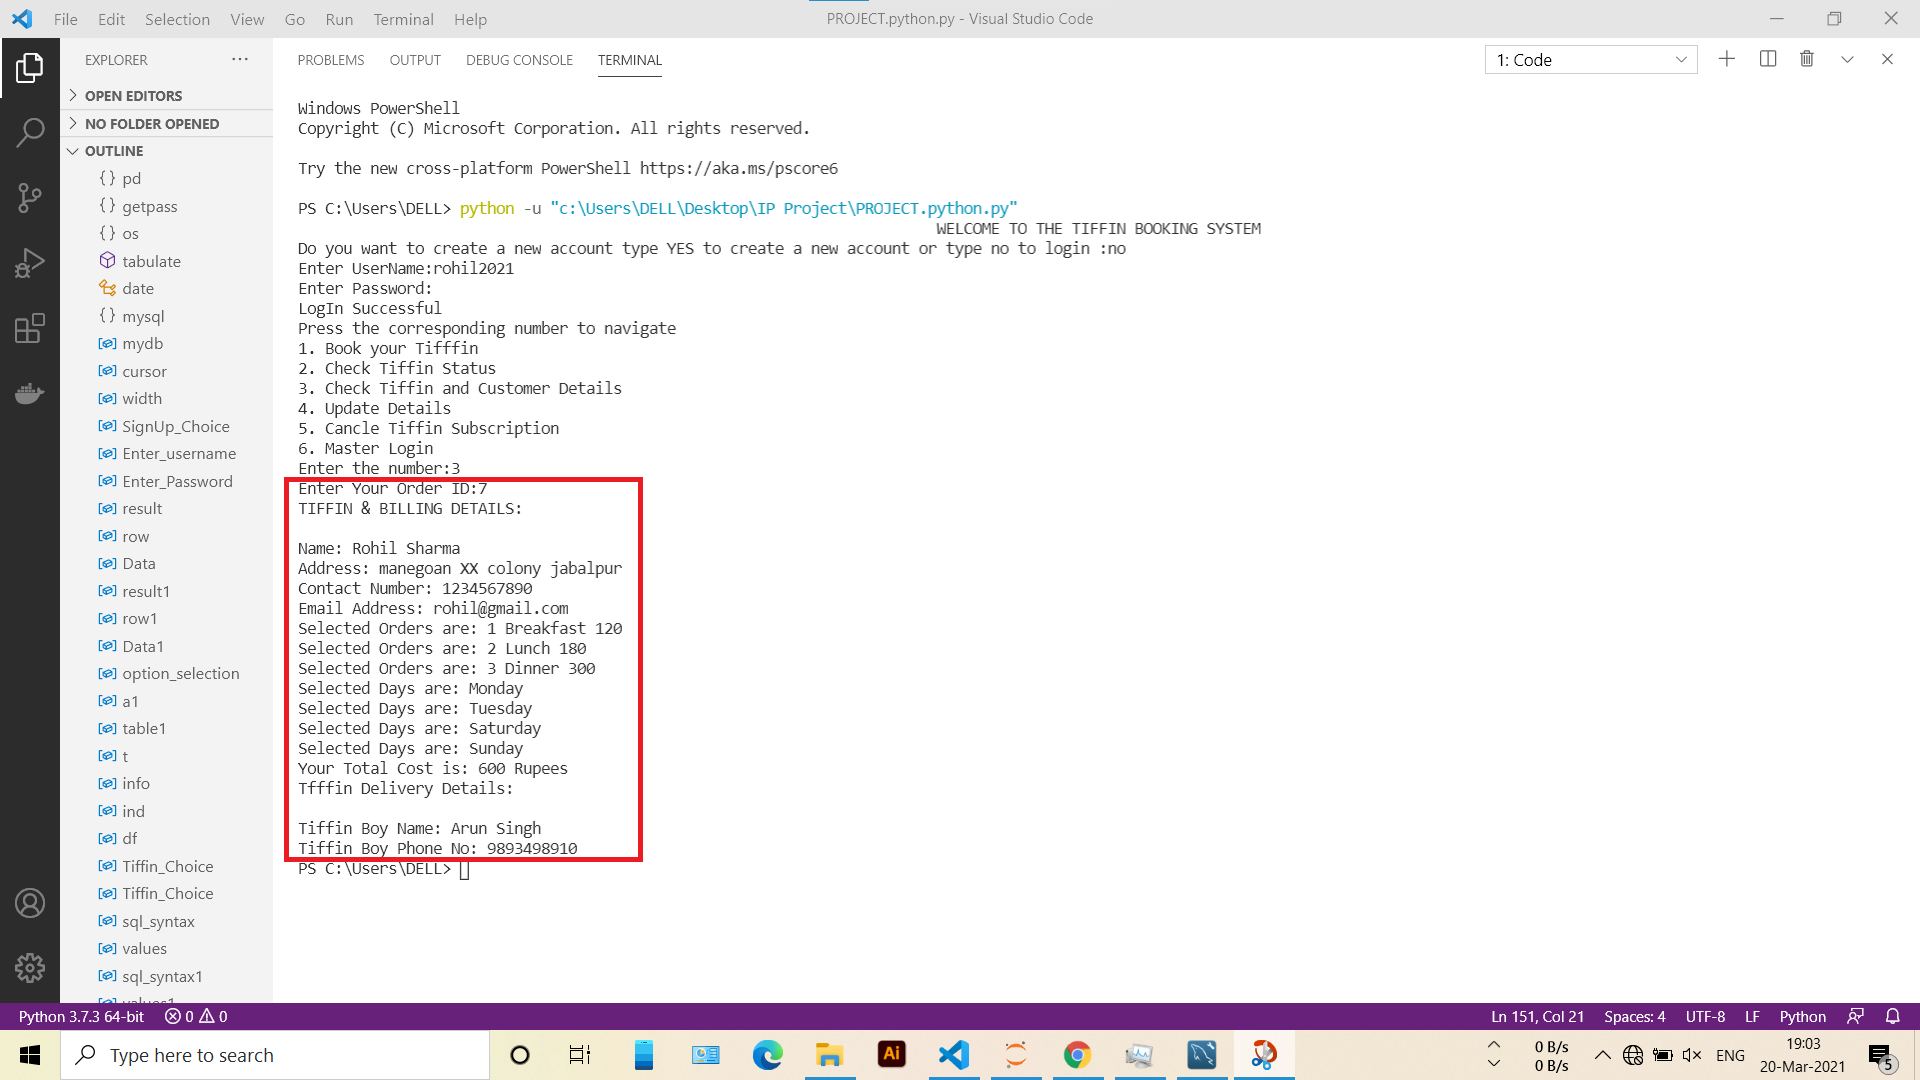 File Edit Selection View Go Run Terminal Help
PROJECT.python.py - Visual Studio Code
EXPLORER
OPEN EDITORS
NO FOLDER OPENED
OUTLINE
{} pd
{} getpass
{} os
tabulate
date
{} mysql
mydb
cursor
width
SignUp_Choice
Enter_username
Enter_Password
result
row
Data
result1
row1
Data1
option_selection
a1
table1
t
info
ind
df
Tiffin_Choice
Tiffin_Choice
sql_syntax
values
sql_syntax1
values1
PROBLEMS OUTPUT DEBUG CONSOLE TERMINAL
1: Code
Windows PowerShell
Copyright (C) Microsoft Corporation. All rights reserved.
Try the new cross-platform PowerShell https://aka.ms/pscore6
PS C:\Users\DELL> python -u "c:\Users\DELL\Desktop\IP Project\PROJECT.python.py"
WELCOME TO THE TIFFIN BOOKING SYSTEM
Do you want to create a new account type YES to create a new account or type no to login :no
Enter UserName:rohil2021
Enter Password:
LogIn Successful
Press the corresponding number to navigate
1. Book your Tifffin
2. Check Tiffin Status
3. Check Tiffin and Customer Details
4. Update Details
5. Cancle Tiffin Subscription
6. Master Login
Enter the number:3
Enter Your Order ID:7
TIFFIN & BILLING DETAILS:
Name: Rohil Sharma
Address: manegoan XX colony jabalpur
Contact Number: 1234567890
Email Address: rohil@gmail.com
Selected Orders are: 1 Breakfast 120
Selected Orders are: 2 Lunch 180
Selected Orders are: 3 Dinner 300
Selected Days are: Monday
Selected Days are: Tuesday
Selected Days are: Saturday
Selected Days are: Sunday
Your Total Cost is: 600 Rupees
Tfffin Delivery Details:
Tiffin Boy Name: Arun Singh
Tiffin Boy Phone No: 9893498910
PS C:\Users\DELL>
Python 3.7.3 64-bit 0 0
Ln 151, Col 21 Spaces: 4 UTF-8 LF Python
Type here to search
Ai
0 B/s
0 B/s
ENG
19:03
20-Mar-2021
5